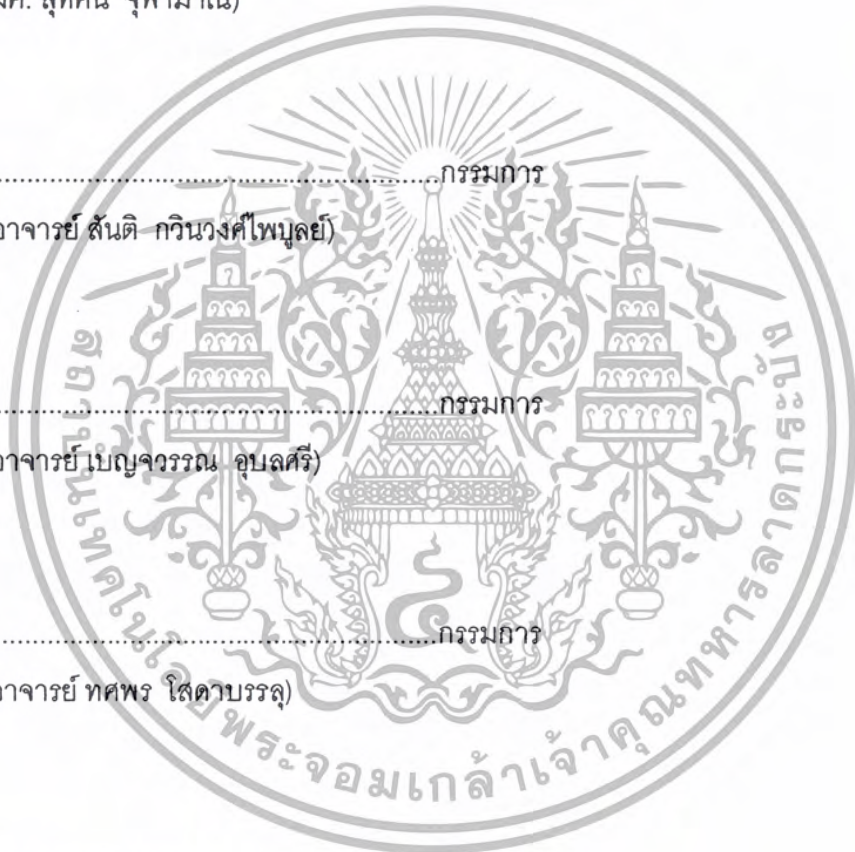 สุทัศน์ จุฬามณี)
.......กรรมการ
อาจารย์ สันติ กวินวงศ์ไพบูลย์)
.......กรรมการ
อาจารย์ เบญจวรรณ อุบลศรี)
.......กรรมการ
อาจารย์ ทศพร โสดาบรรลุ)
สถาบันเทคโนโลยีพระจอมเกล้าเจ้าคุณทหารลาดกระบัง
๔